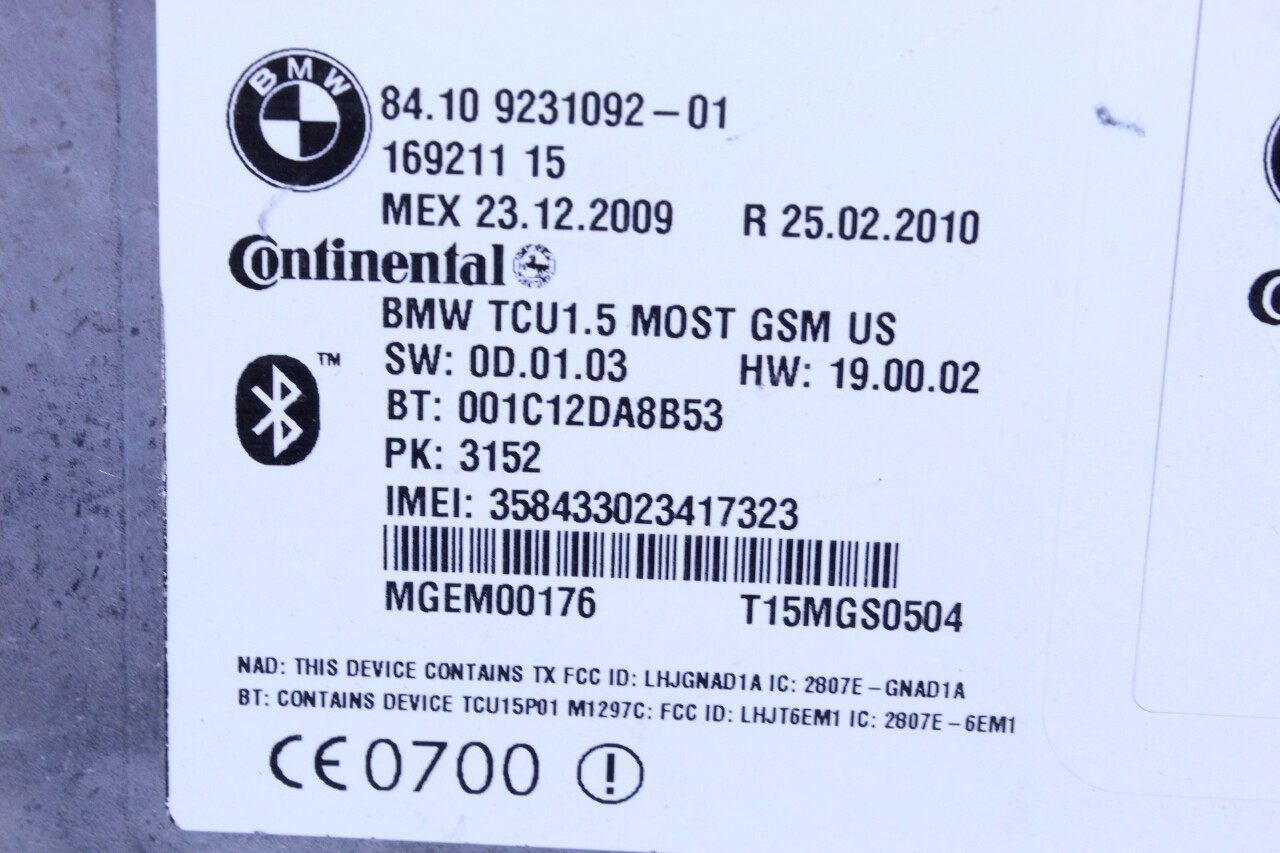 BMW
84.10 9231092-01
169211 15
MEX 23.12.2009 R 25.02.2010
Continental
BMW TCU1.5 MOST GSM US
TM
SW: 0D.01.03 HW: 19.00.02
BT: 001C12DA8B53
PK: 3152
IMEI: 358433023417323
MGEM00176 T15MGS0504
NAD: THIS DEVICE CONTAINS TX FCC ID: LHJGNAD1A IC: 2807E-GNAD1A
BT: CONTAINS DEVICE TCU15P01 M1297C: FCC ID: LHJT6EM1 IC: 2807E-6EM1
CE 0700 !